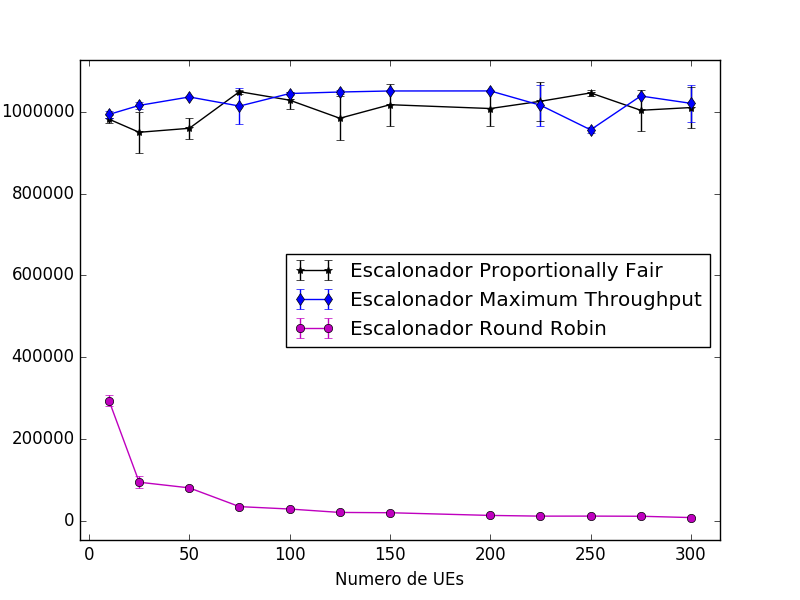 1000000
800000
600000
400000
200000
0
Escalonador Proportionally Fair
Escalonador Maximum Throughput
Escalonador Round Robin
0 50 100 150 200 250 300
Numero de UEs